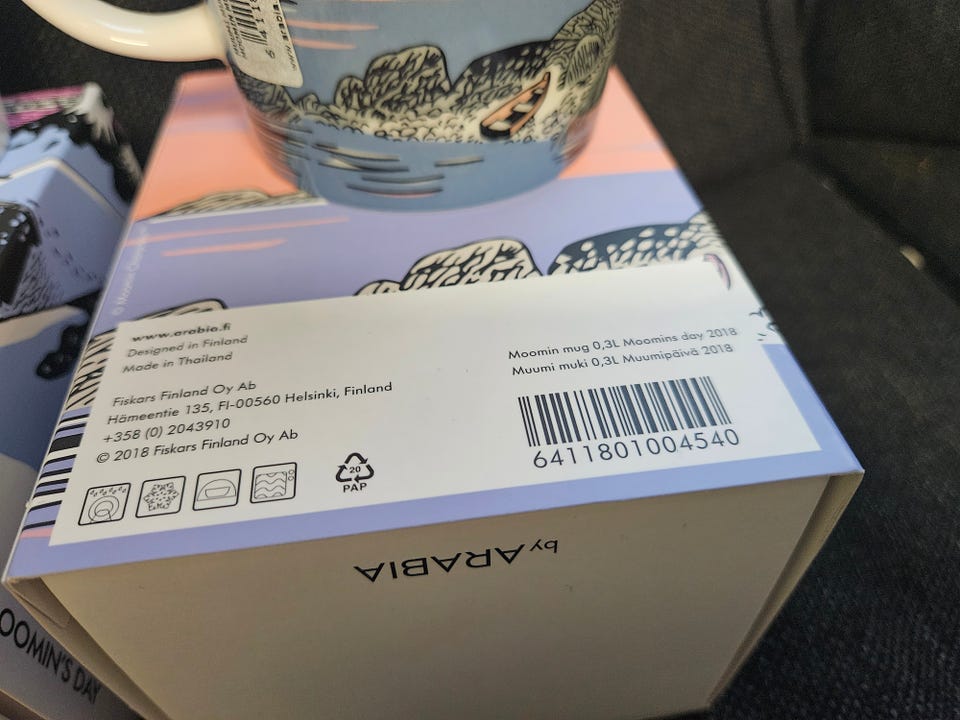 www.arabia.fi
Designed in Finland
Made in Thailand
Fiskars Finland Oy Ab
Hämeentie 135, FI-00560 Helsinki, Finland
+358 (0) 2043910
© 2018 Fiskars Finland Oy Ab
20
PAP
Moomin mug 0,3L Moomins day 2018
Muumi muki 0,3L Muumipäivä 2018
6411801004540
by ARABIA
OOMIN'S DAY